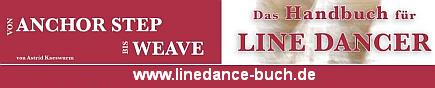 VON ANCHOR STEP
BIS WEAVE
von Astrid Kaeswurm
Das Handbuch für
LINE DANCER
www.linedance-buch.de